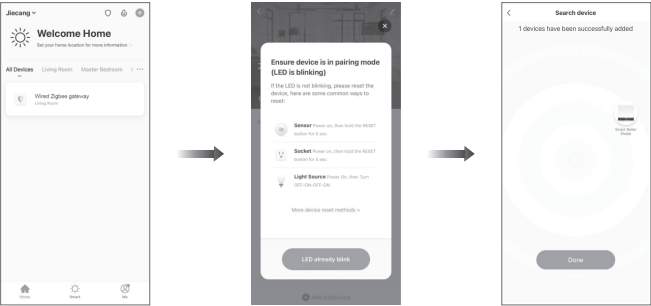 Jiecang
Welcome Home
Set your home location for more information >
All Devices Living Room Master Bedroom
Wired Zigbee gateway
Living Room
Home Smart Me
Ensure device is in pairing mode
(LED is blinking)
If the LED is not blinking, please reset the
device, here are some common ways to
reset:
Sensor Power on, then hold the RESET
button for 5 sec
Socket Power on, then hold the RESET
button for 5 sec
Light Source Power On, then Turn
OFF-ON-OFF-ON
More device reset methods >
LED already blink
Add subdevice
Search device
1 devices have been successfully added
Smart Roller
Shade
Done